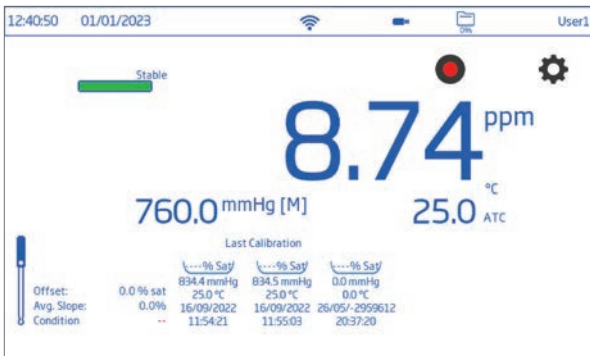 12:40:50 01/01/2023 0% User1
Stable
8.74 ppm
760.0 mmHg [M] 25.0 °C ATC
Last Calibration
----% Sat ----% Sat ----% Sat
834.4 mmHg 834.5 mmHg 0.0 mmHg
Offset: 0.0 % sat 25.0 °C 25.0 °C 0.0 °C
Avg. Slope: 0.0% 16/09/2022 16/09/2022 26/05/-2959612
Condition -- 11:54:21 11:55:03 20:37:20